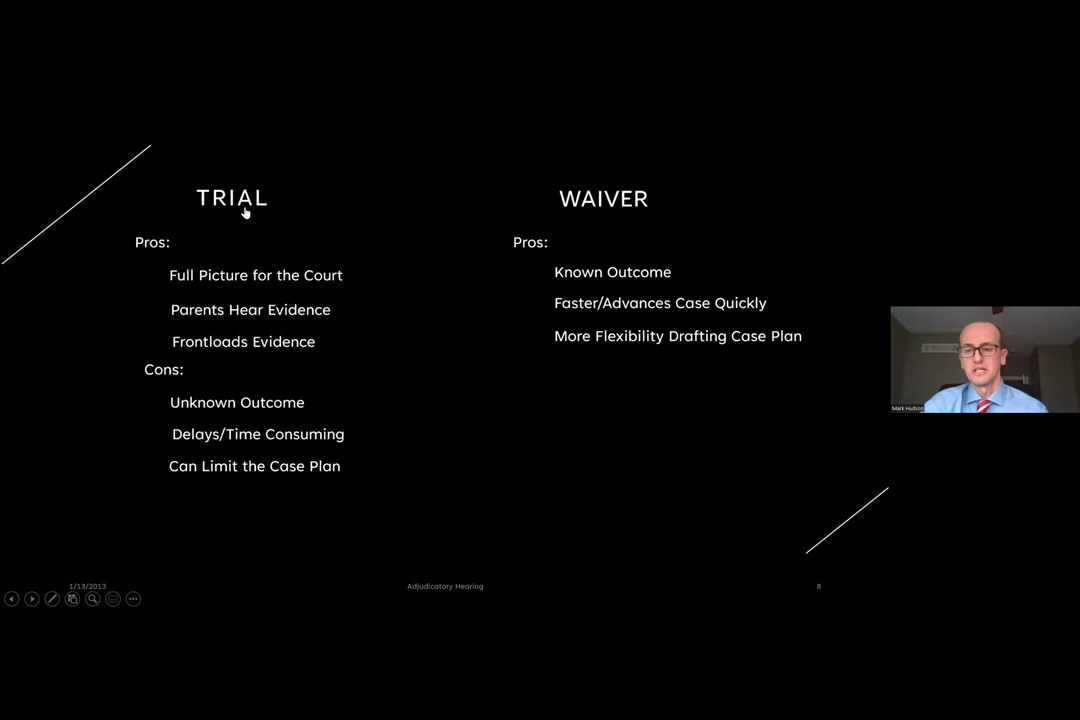 TRIAL
Pros:
Full Picture for the Court
Parents Hear Evidence
Frontloads Evidence
Cons:
Unknown Outcome
Delays/Time Consuming
Can Limit the Case Plan
WAIVER
Pros:
Known Outcome
Faster/Advances Case Quickly
More Flexibility Drafting Case Plan
Mark Hudson
1/13/2013
Adjudicatory Hearing
8